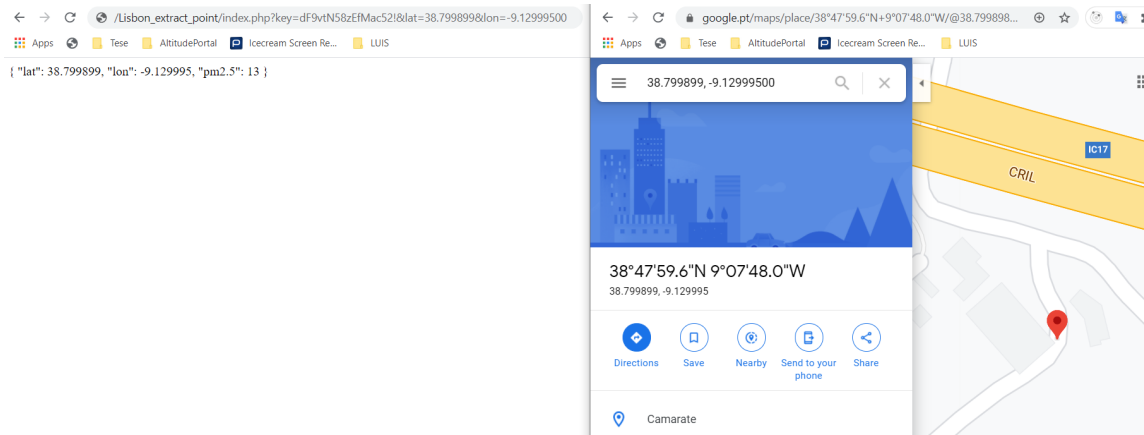 /Lisbon_extract_point/index.php?key=dF9vtN58zEfMac52!&lat=38.799899&lon=-9.12999500
Apps Tese AltitudePortal Icecream Screen Re... LUIS
{ "lat": 38.799899, "lon": -9.129995, "pm2.5": 13 }
google.pt/maps/place/38°47'59.6"N+9°07'48.0"W/@38.799898...
Apps Tese AltitudePortal Icecream Screen Re... LUIS
38.799899, -9.12999500
38°47'59.6"N 9°07'48.0"W
38.799899, -9.129995
Directions Save Nearby Send to your Share
phone
Camarate
IC17
CRIL